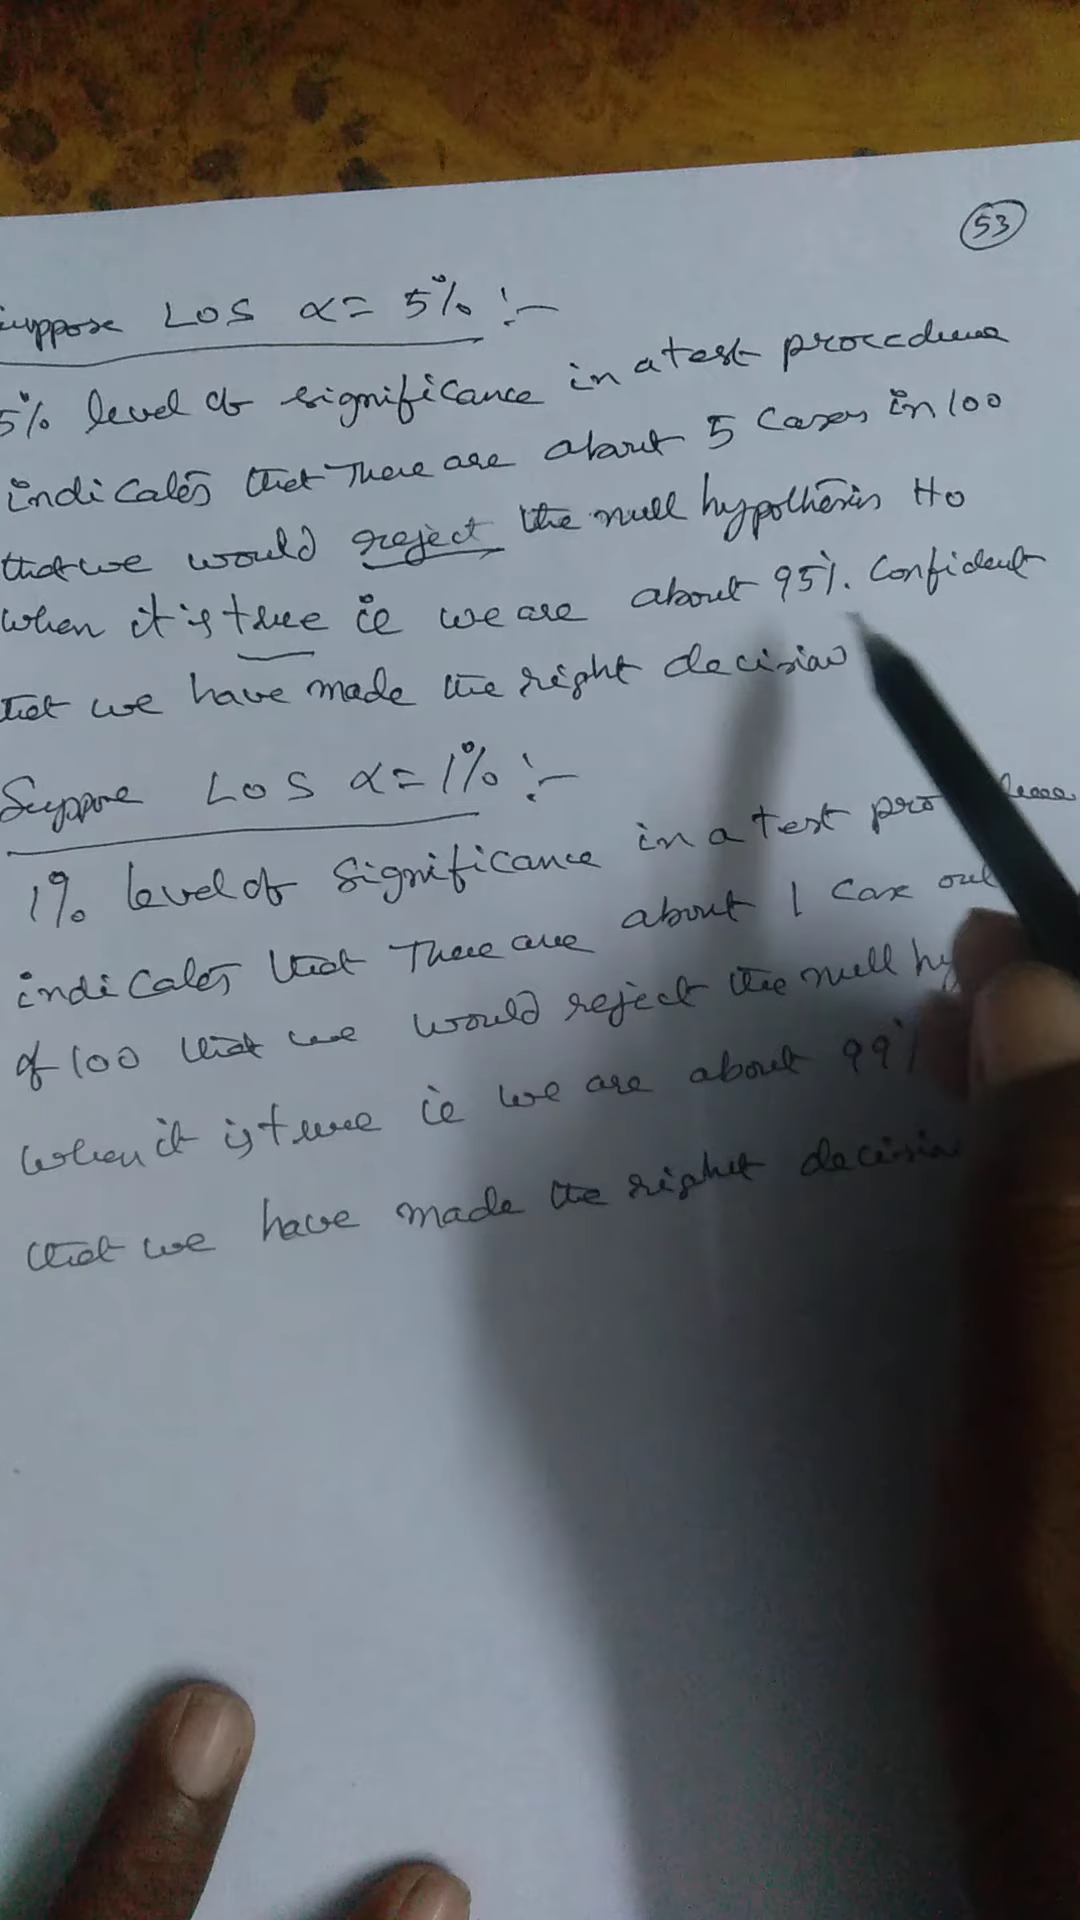 53
Suppose LOS α = 5% :-
5% level of significance in a test procedure
indicates that There are about 5 Cases in 100
that we would reject the null hypothesis H0
when it is true ie we are about 95%. Confident
that we have made the right decision
Suppose LOS α = 1% :-
1% level of significance in a test pro
indicates that There are about 1 Case out
of 100 that we would reject the null hy
when it is true ie we are about 99%
that we have made the right decision